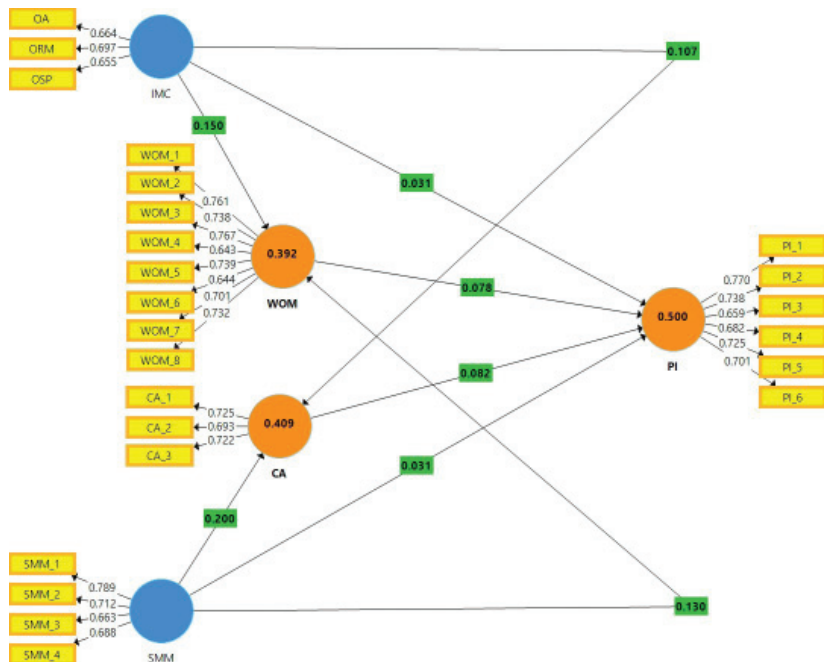 OA
0.664
ORM
0.697
0.655
OSP
IMC
0.107
0.150
WOM_1
WOM_2
0.761
0.738
WOM_3
0.767
WOM_4
0.643
0.739
WOM_5
0.644
WOM_6
0.701
WOM_7
0.732
WOM_8
0.392
WOM
0.031
0.078
PI_1
0.770
PI_2
0.738
PI_3
0.659
0.682
PI_4
0.725
PI_5
0.701
PI_6
0.500
PI
0.082
CA_1
0.725
CA_2
0.693
0.722
CA_3
0.409
CA
0.031
0.200
SMM_1
0.789
SMM_2
0.712
0.663
SMM_3
0.688
SMM_4
SMM
0.130